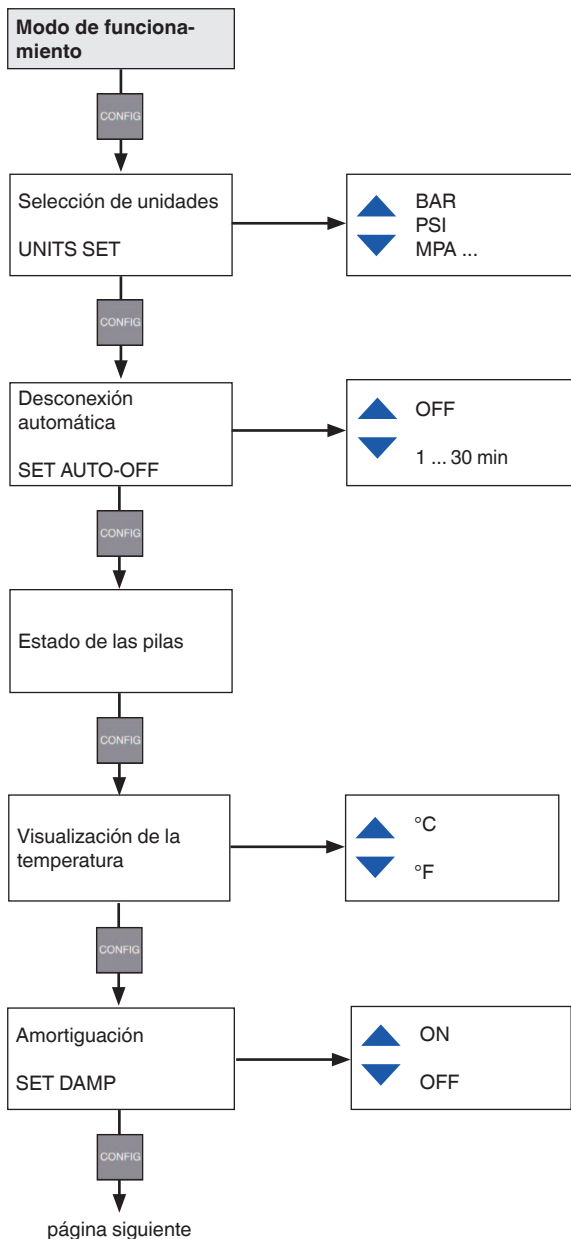 Modo de funciona-
miento
CONFIG
Selección de unidades
UNITS SET
BAR
PSI
MPA ...
CONFIG
Desconexión
automática
SET AUTO-OFF
OFF
1 ... 30 min
CONFIG
Estado de las pilas
CONFIG
Visualización de la
temperatura
°C
°F
CONFIG
Amortiguación
SET DAMP
ON
OFF
CONFIG
página siguiente